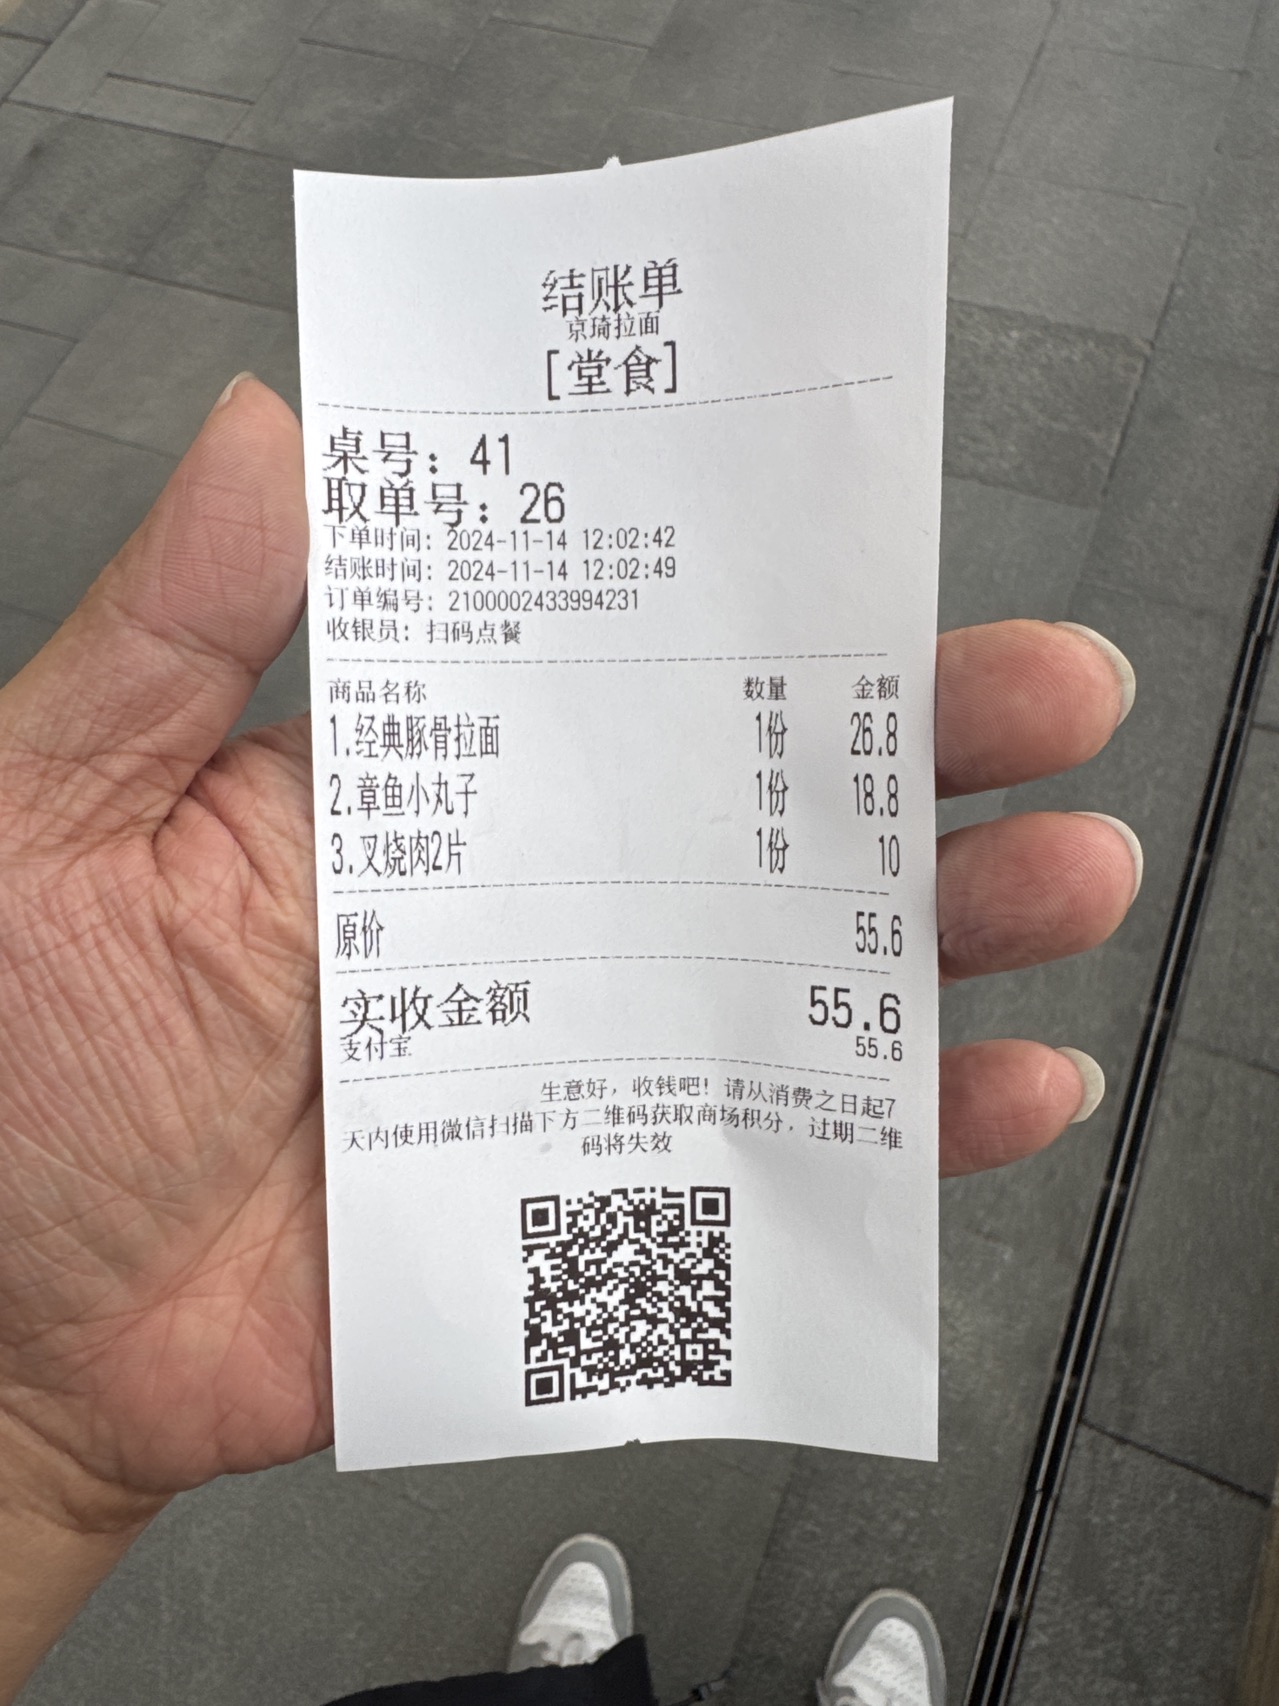 结账单
京琦拉面
[堂食]
桌号：41
取单号：26
下单时间：2024-11-14 12:02:42
结账时间：2024-11-14 12:02:49
订单编号：2100002433994231
收银员：扫码点餐
商品名称 数量 金额
1.经典豚骨拉面 1份 26.8
2.章鱼小丸子 1份 18.8
3.叉烧肉2片 1份 10
原价 55.6
实收金额 55.6
支付宝 55.6
生意好，收钱吧！请从消费之日起7
天内使用微信扫描下方二维码获取商场积分，过期二维
码将失效